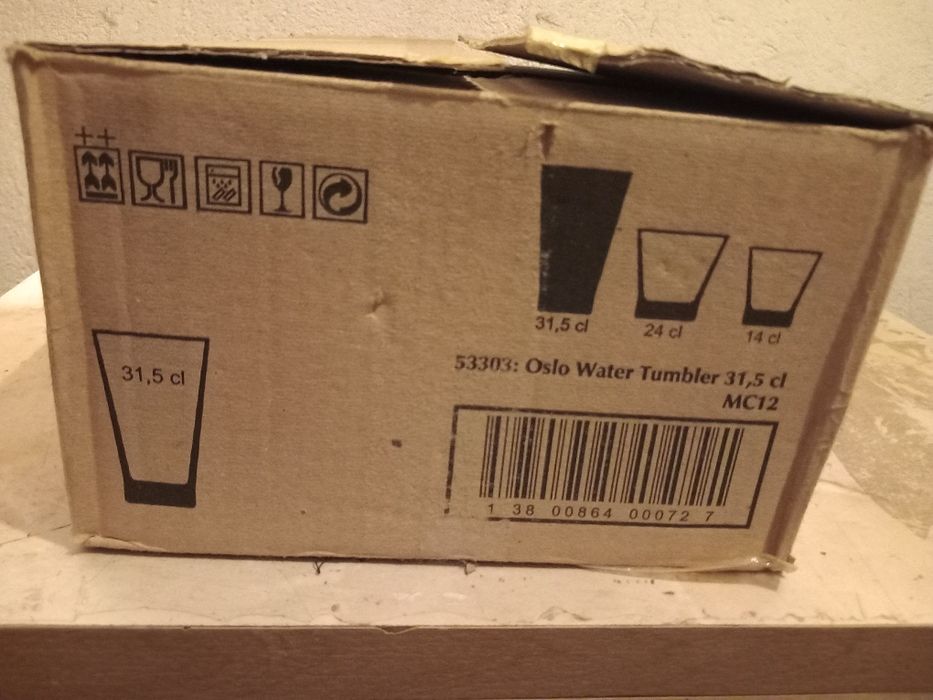 31,5 cl
24 cl
14 cl
31,5 cl
53303: Oslo Water Tumbler 31,5 cl
MC12
1 38 00864 00072 7